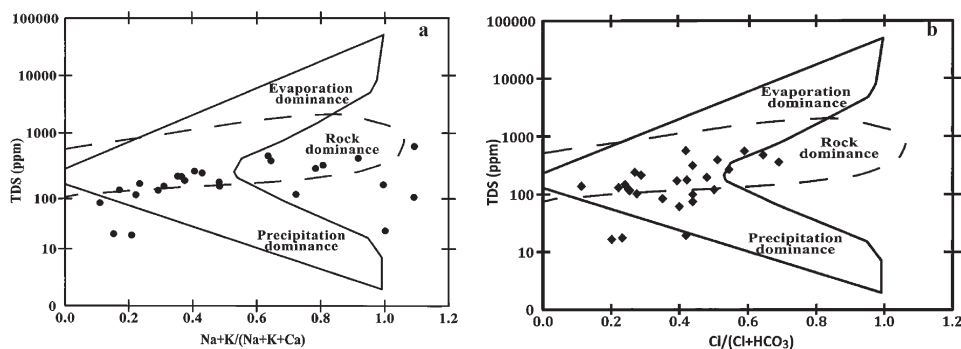 a
100000
10000
1000
100
10
0
TDS (ppm)
Evaporation
dominance
Rock
dominance
Precipitation
dominance
0.0 0.2 0.4 0.6 0.8 1.0 1.2
Na+K/(Na+K+Ca)
b
100000
10000
1000
100
10
0
TDS (ppm)
Evaporation
dominance
Rock
dominance
Precipitation
dominance
0.0 0.2 0.4 0.6 0.8 1.0 1.2
Cl/(Cl+HCO₃)